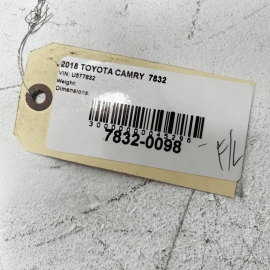 2018 TOYOTA CAMRY 7832
VIN: U577832
Weight:
Dimensions:
7832-0098
F/L